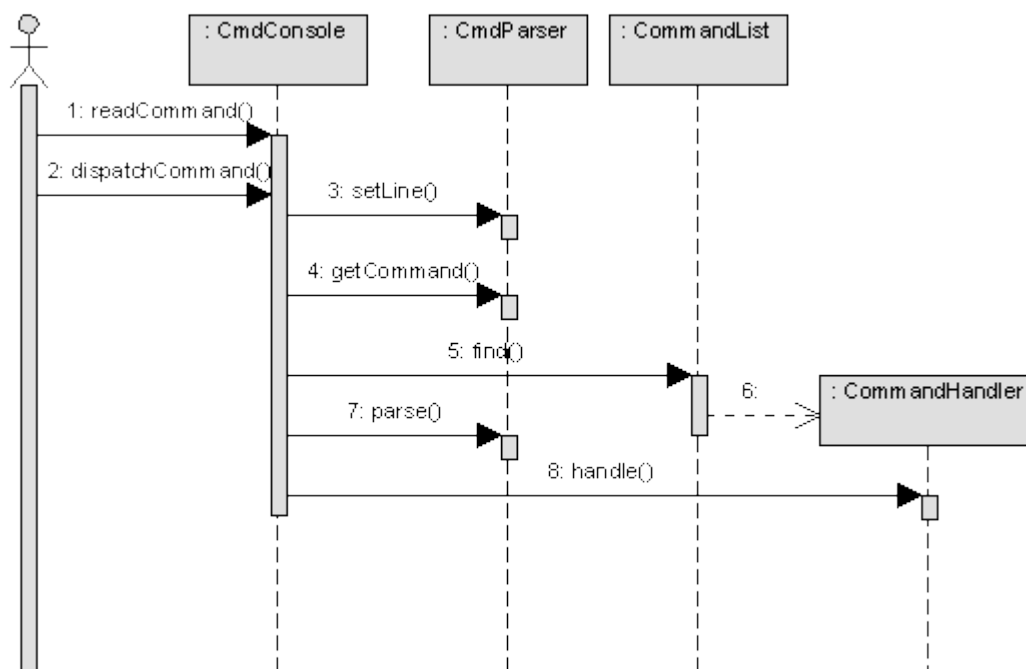 : CmdConsole
: CmdParser
: CommandList
1: readCommand()
2: dispatchCommand()
3: setLine()
4: getCommand()
5: find()
6:
: CommandHandler
7: parse()
8: handle()